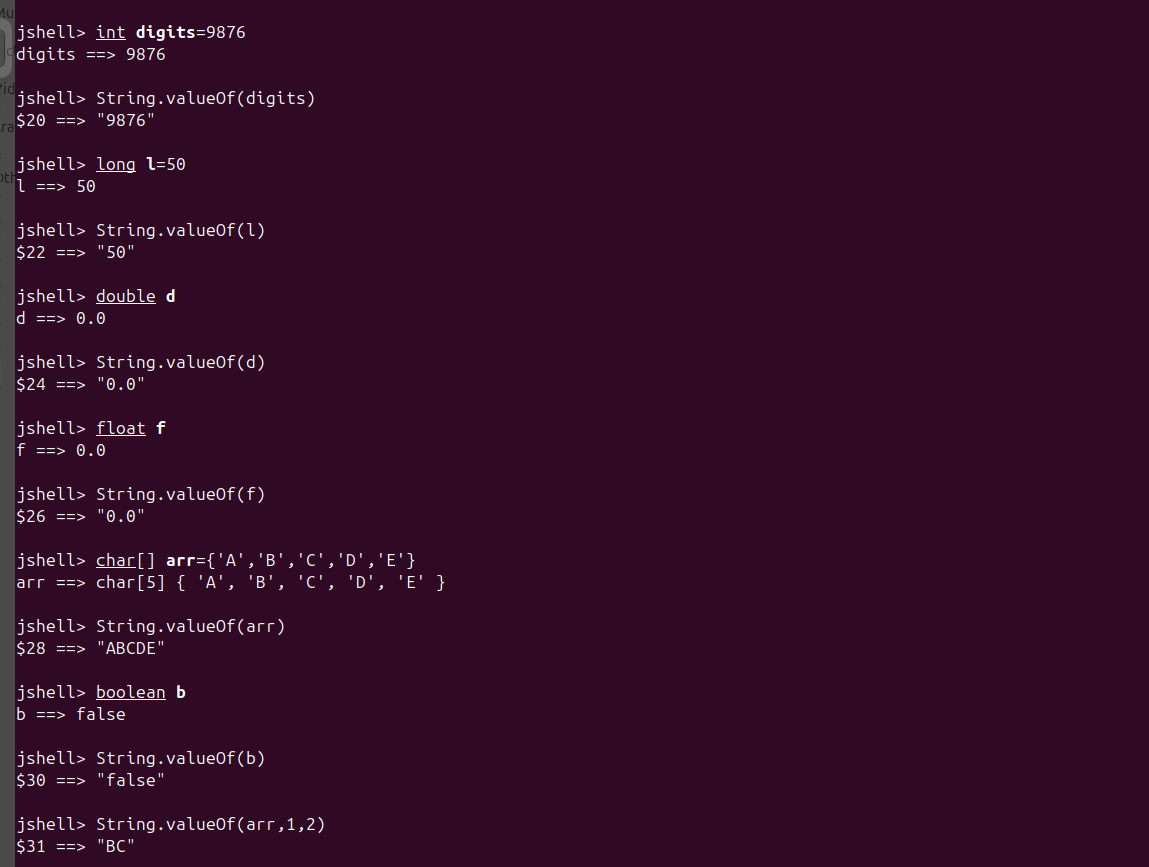 jshell> int digits=9876
digits ==> 9876
jshell> String.valueOf(digits)
$20 ==> "9876"
jshell> long l=50
l ==> 50
jshell> String.valueOf(l)
$22 ==> "50"
jshell> double d
d ==> 0.0
jshell> String.valueOf(d)
$24 ==> "0.0"
jshell> float f
f ==> 0.0
jshell> String.valueOf(f)
$26 ==> "0.0"
jshell> char[] arr={'A','B','C','D','E'}
arr ==> char[5] { 'A', 'B', 'C', 'D', 'E' }
jshell> String.valueOf(arr)
$28 ==> "ABCDE"
jshell> boolean b
b ==> false
jshell> String.valueOf(b)
$30 ==> "false"
jshell> String.valueOf(arr,1,2)
$31 ==> "BC"